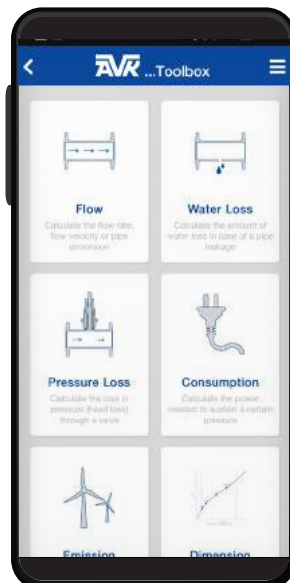 AVK ...Toolbox
Flow
Calculate the flow rate,
flow velocity or pipe
dimension
Water Loss
Calculate the amount of
water loss in case of a pipe
leakage
Pressure Loss
Calculate the loss in
pressure (head loss)
through a valve
Consumption
Calculate the power
needed to sustain a certain
pressure
Emission
Dimension